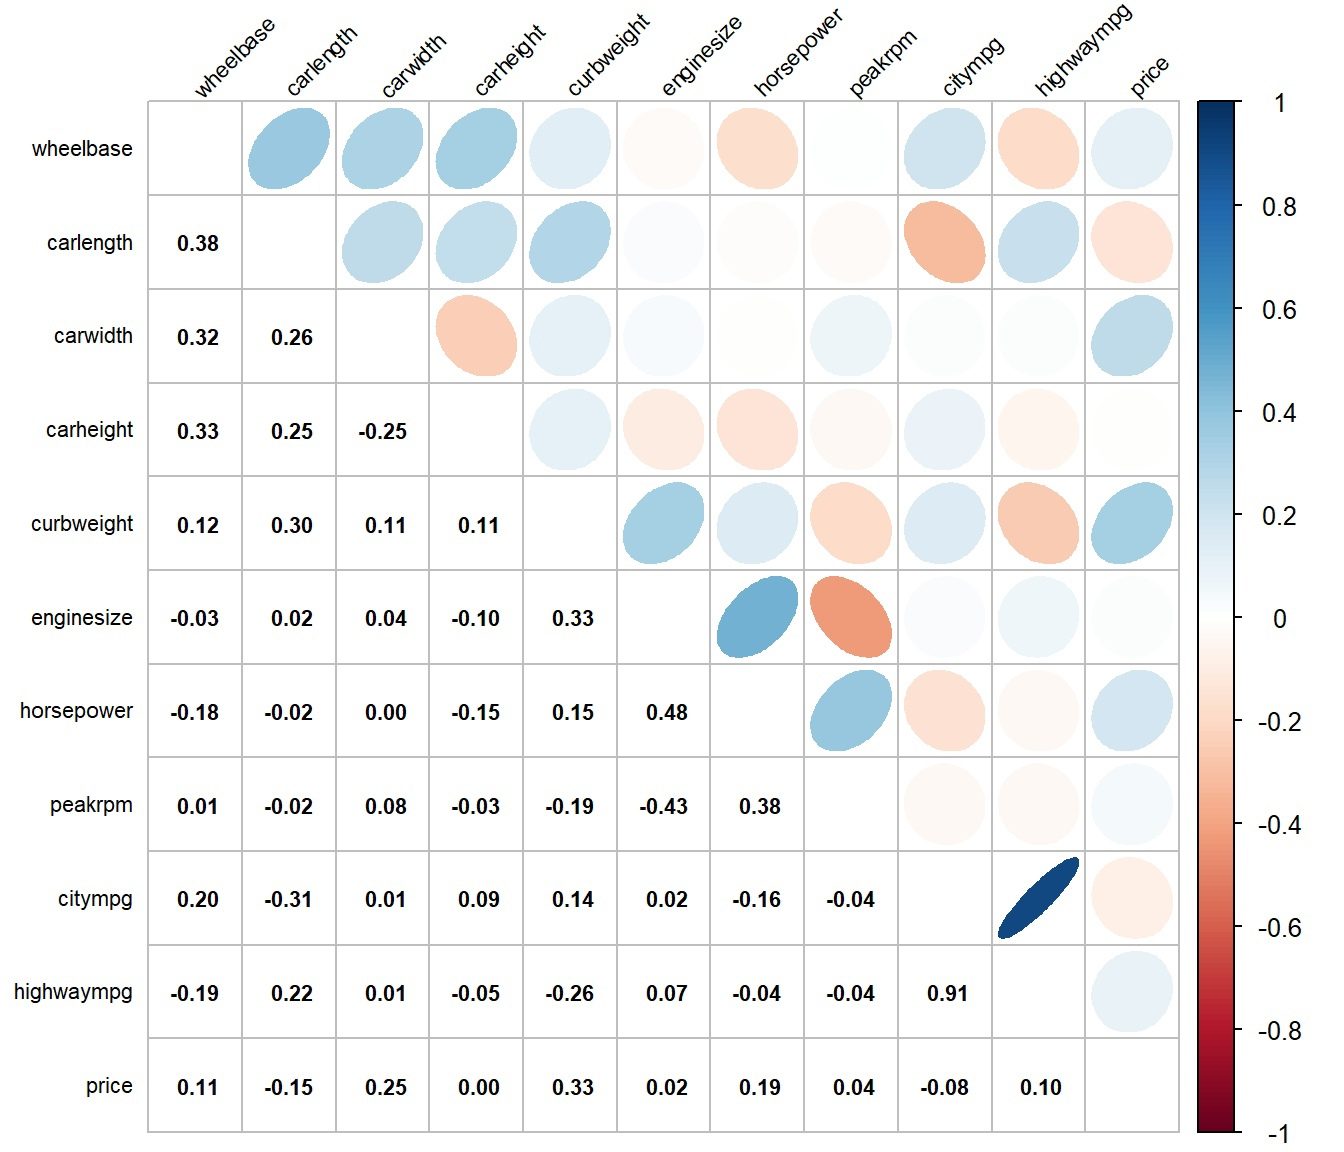 wheelbase carlength carwidth carheight curbweight enginesize horsepower peakrpm citympg highwaympg price
wheelbase
carlength 0.38
carwidth 0.32 0.26
carheight 0.33 0.25 -0.25
curbweight 0.12 0.30 0.11 0.11
enginesize -0.03 0.02 0.04 -0.10 0.33
horsepower -0.18 -0.02 0.00 -0.15 0.15 0.48
peakrpm 0.01 -0.02 0.08 -0.03 -0.19 -0.43 0.38
citympg 0.20 -0.31 0.01 0.09 0.14 0.02 -0.16 -0.04
highwaympg -0.19 0.22 0.01 -0.05 -0.26 0.07 -0.04 -0.04 0.91
price 0.11 -0.15 0.25 0.00 0.33 0.02 0.19 0.04 -0.08 0.10
1
0.8
0.6
0.4
0.2
0
-0.2
-0.4
-0.6
-0.8
-1